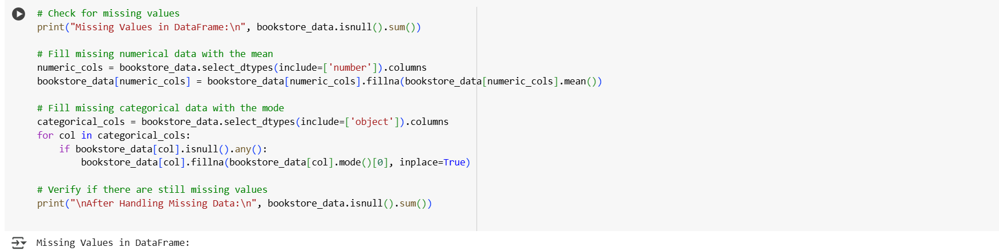 # Check for missing values
print("Missing Values in DataFrame:\n", bookstore_data.isnull().sum())
# Fill missing numerical data with the mean
numeric_cols = bookstore_data.select_dtypes(include=['number']).columns
bookstore_data[numeric_cols] = bookstore_data[numeric_cols].fillna(bookstore_data[numeric_cols].mean())
# Fill missing categorical data with the mode
categorical_cols = bookstore_data.select_dtypes(include=['object']).columns
for col in categorical_cols:
    if bookstore_data[col].isnull().any():
        bookstore_data[col].fillna(bookstore_data[col].mode()[0], inplace=True)
# Verify if there are still missing values
print("\nAfter Handling Missing Data:\n", bookstore_data.isnull().sum())
Missing Values in DataFrame: